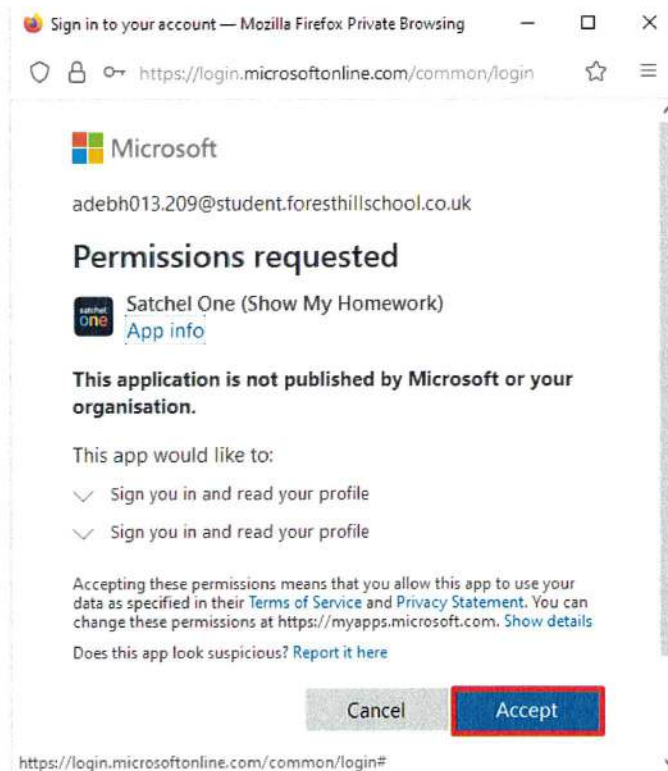 Sign in to your account — Mozilla Firefox Private Browsing
https://login.microsoftonline.com/common/login
Microsoft
adebh013.209@student.foresthillschool.co.uk
Permissions requested
satchel
one
Satchel One (Show My Homework)
App info
This application is not published by Microsoft or your
organisation.
This app would like to:
Sign you in and read your profile
Sign you in and read your profile
Accepting these permissions means that you allow this app to use your
data as specified in their Terms of Service and Privacy Statement. You can
change these permissions at https://myapps.microsoft.com. Show details
Does this app look suspicious? Report it here
Cancel
Accept
https://login.microsoftonline.com/common/login#